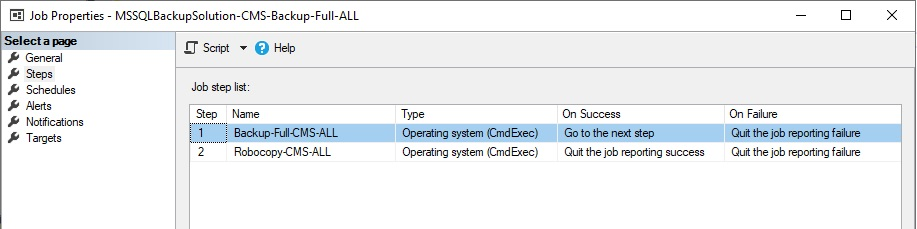 Job Properties - MSSQLBackupSolution-CMS-Backup-Full-ALL
Select a page
General
Steps
Schedules
Alerts
Notifications
Targets
Script Help
Job step list:
Step Name Type On Success On Failure
1 Backup-Full-CMS-ALL Operating system (CmdExec) Go to the next step Quit the job reporting failure
2 Robocopy-CMS-ALL Operating system (CmdExec) Quit the job reporting success Quit the job reporting failure